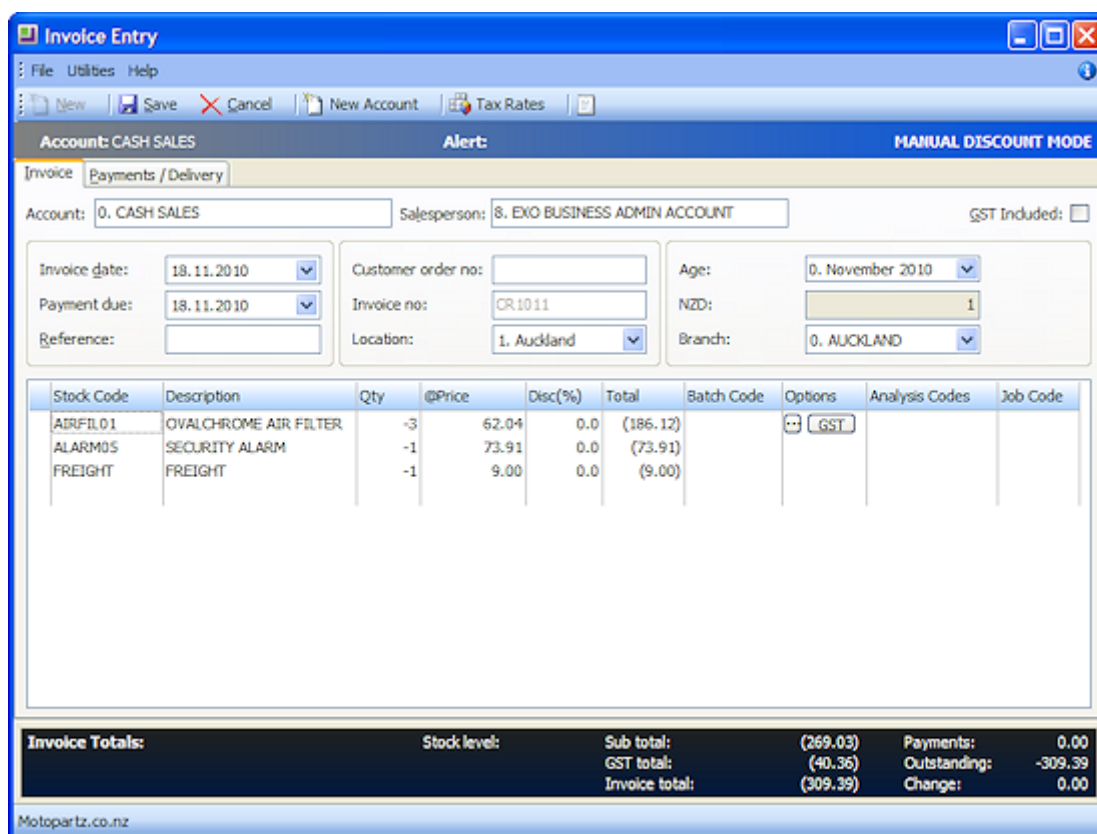 Invoice Entry
File Utilities Help
New Save Cancel New Account Tax Rates
Account: CASH SALES Alert: MANUAL DISCOUNT MODE
Invoice Payments / Delivery
Account: 0. CASH SALES Salesperson: 8. EXO BUSINESS ADMIN ACCOUNT GST Included:
Invoice date: 18.11.2010 Customer order no: Age: 0. November 2010
Payment due: 18.11.2010 Invoice no: CR1011 NZD: 1
Reference: Location: 1. Auckland Branch: 0. AUCKLAND
Stock Code Description Qty @Price Disc(%) Total Batch Code Options Analysis Codes Job Code
AIRFIL01 OVALCHROME AIR FILTER -3 62.04 0.0 (186.12) ... GST
ALARM05 SECURITY ALARM -1 73.91 0.0 (73.91)
FREIGHT FREIGHT -1 9.00 0.0 (9.00)
Invoice Totals: Stock level: Sub total: (269.03) Payments: 0.00
GST total: (40.36) Outstanding: -309.39
Invoice total: (309.39) Change: 0.00
Motopartz.co.nz